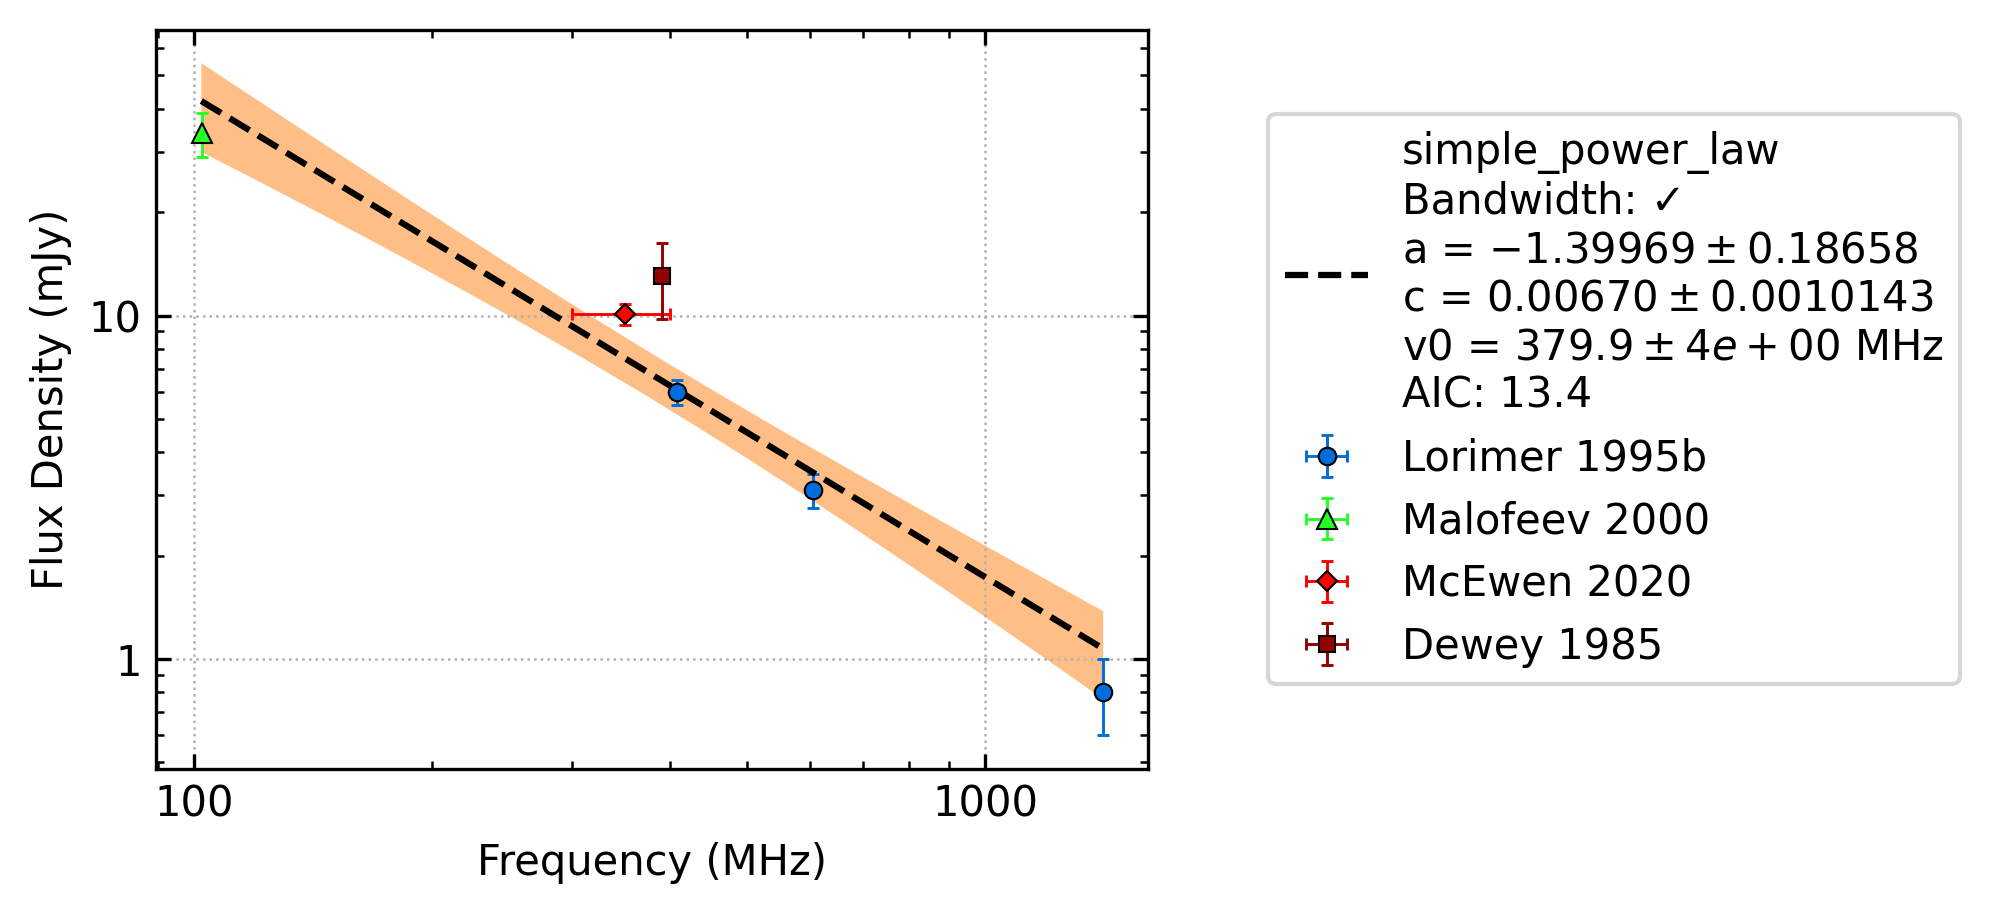 Flux Density (mJy)
10
1
100
1000
Frequency (MHz)
simple_power_law
Bandwidth: ✓
a = −1.39969 ± 0.18658
c = 0.00670 ± 0.0010143
v0 = 379.9 ± 4e + 00 MHz
AIC: 13.4
Lorimer 1995b
Malofeev 2000
McEwen 2020
Dewey 1985